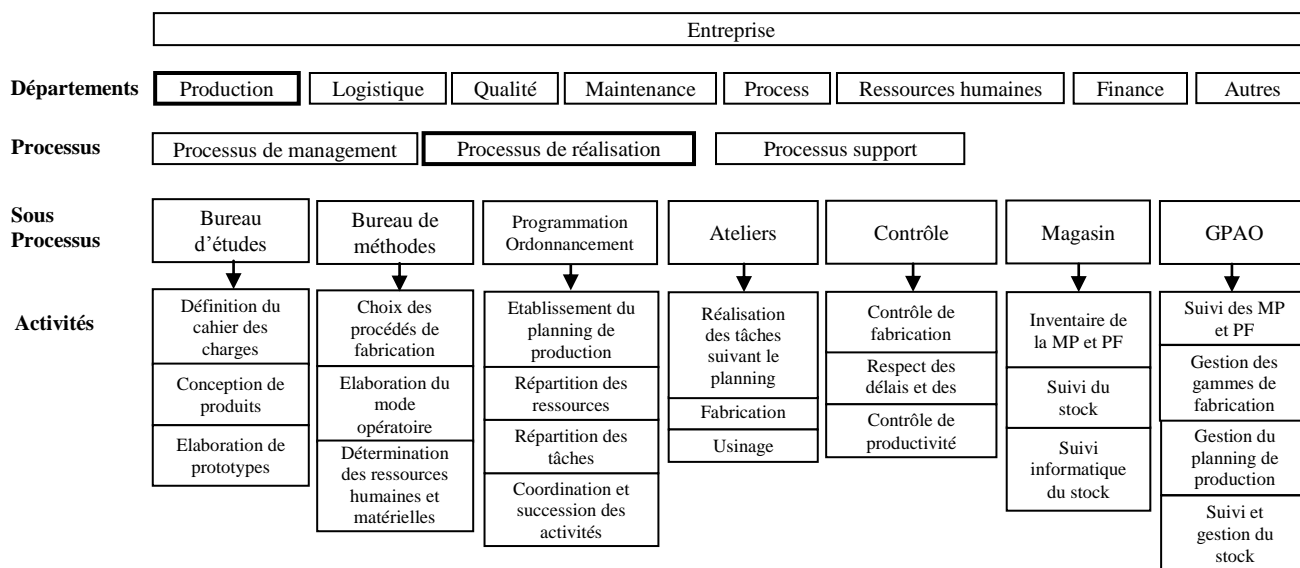 Entreprise
Départements
Production
Logistique
Qualité
Maintenance
Process
Ressources humaines
Finance
Autres
Processus
Processus de management
Processus de réalisation
Processus support
Sous
Processus
Bureau
d'études
Bureau de
méthodes
Programmation
Ordonnancement
Ateliers
Contrôle
Magasin
GPAO
Activités
Définition du
cahier des
charges
Conception de
produits
Elaboration de
prototypes
Choix des
procédés de
fabrication
Elaboration du
mode
opératoire
Détermination
des ressources
humaines et
matérielles
Etablissement du
planning de
production
Répartition des
ressources
Répartition des
tâches
Coordination et
succession des
activités
Réalisation
des tâches
suivant le
planning
Fabrication
Usinage
Contrôle de
fabrication
Respect des
délais et des
Contrôle de
productivité
Inventaire de
la MP et PF
Suivi du
stock
Suivi
informatique
du stock
Suivi des MP
et PF
Gestion des
gammes de
fabrication
Gestion du
planning de
production
Suivi et
gestion du
stock